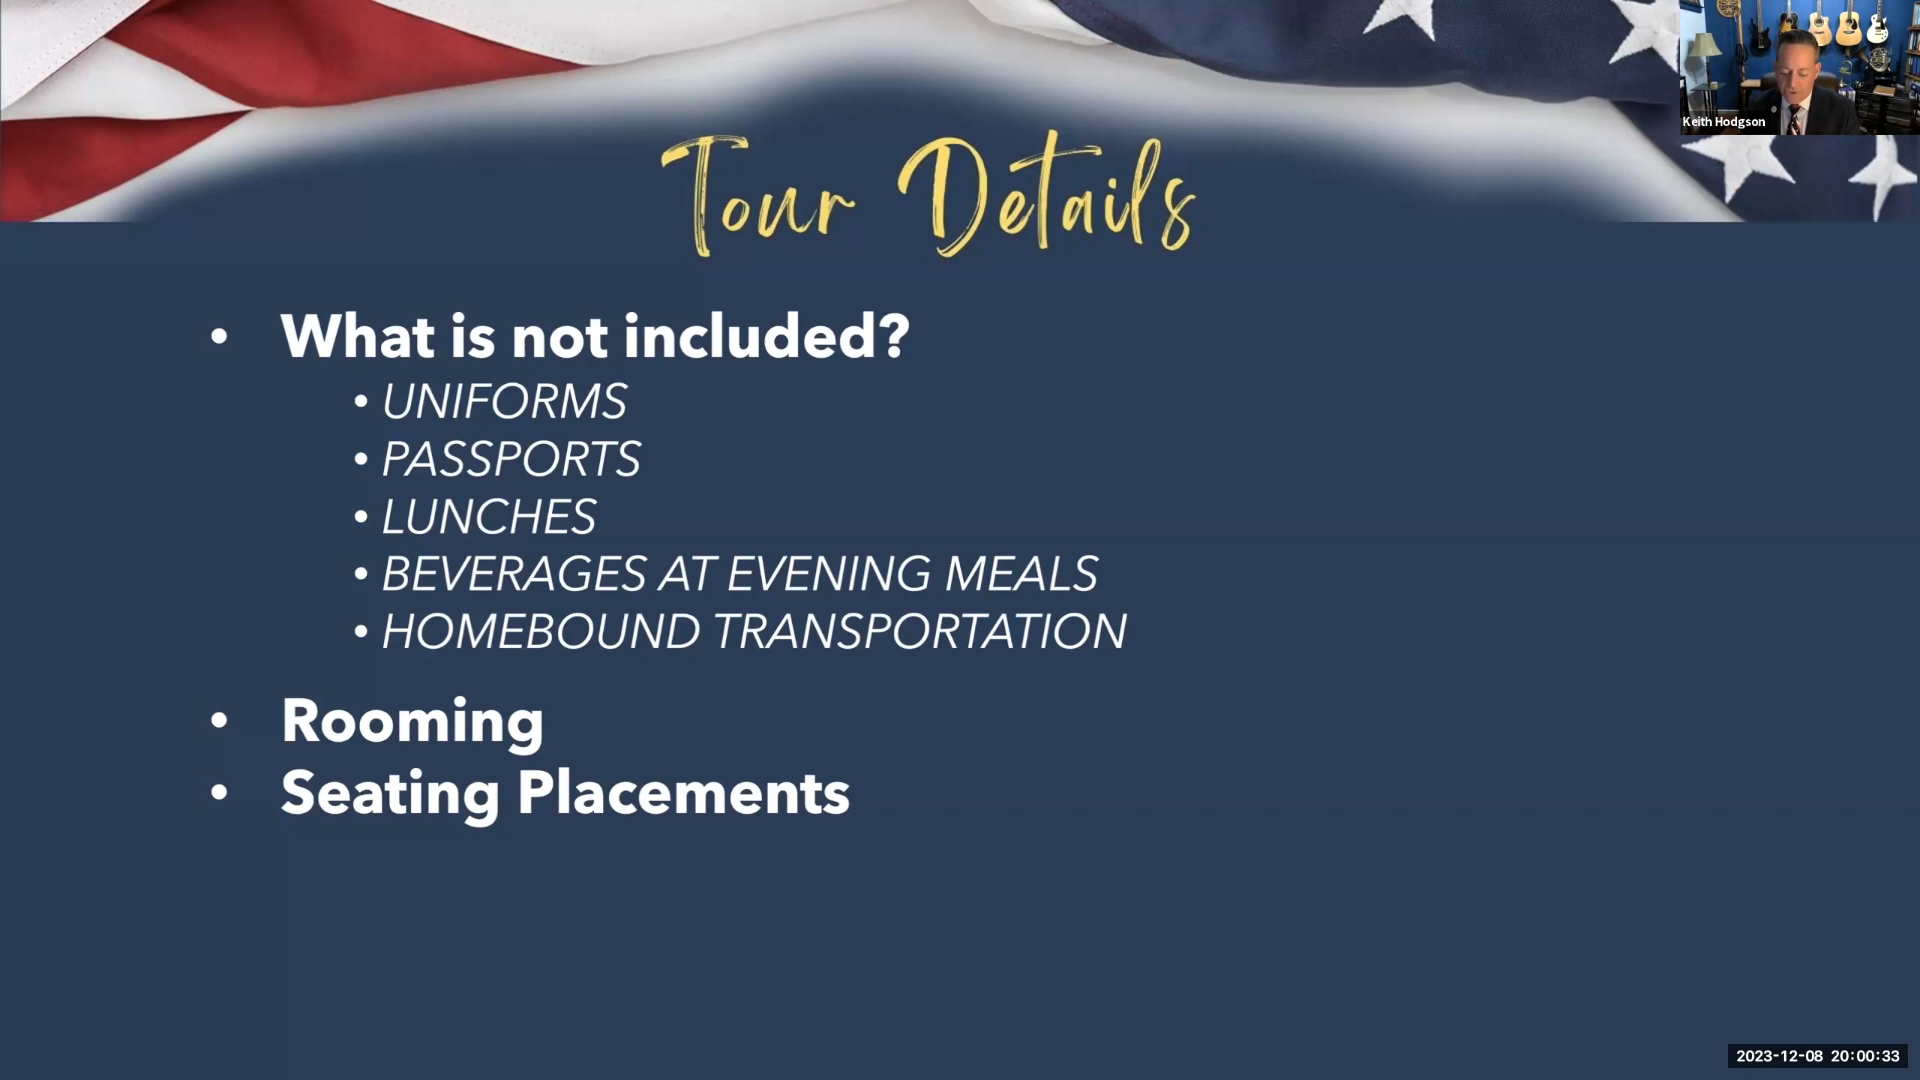 Keith Hodgson
Tour Details
• What is not included?
• UNIFORMS
• PASSPORTS
• LUNCHES
• BEVERAGES AT EVENING MEALS
• HOMEBOUND TRANSPORTATION
• Rooming
• Seating Placements
2023-12-08 20:00:33